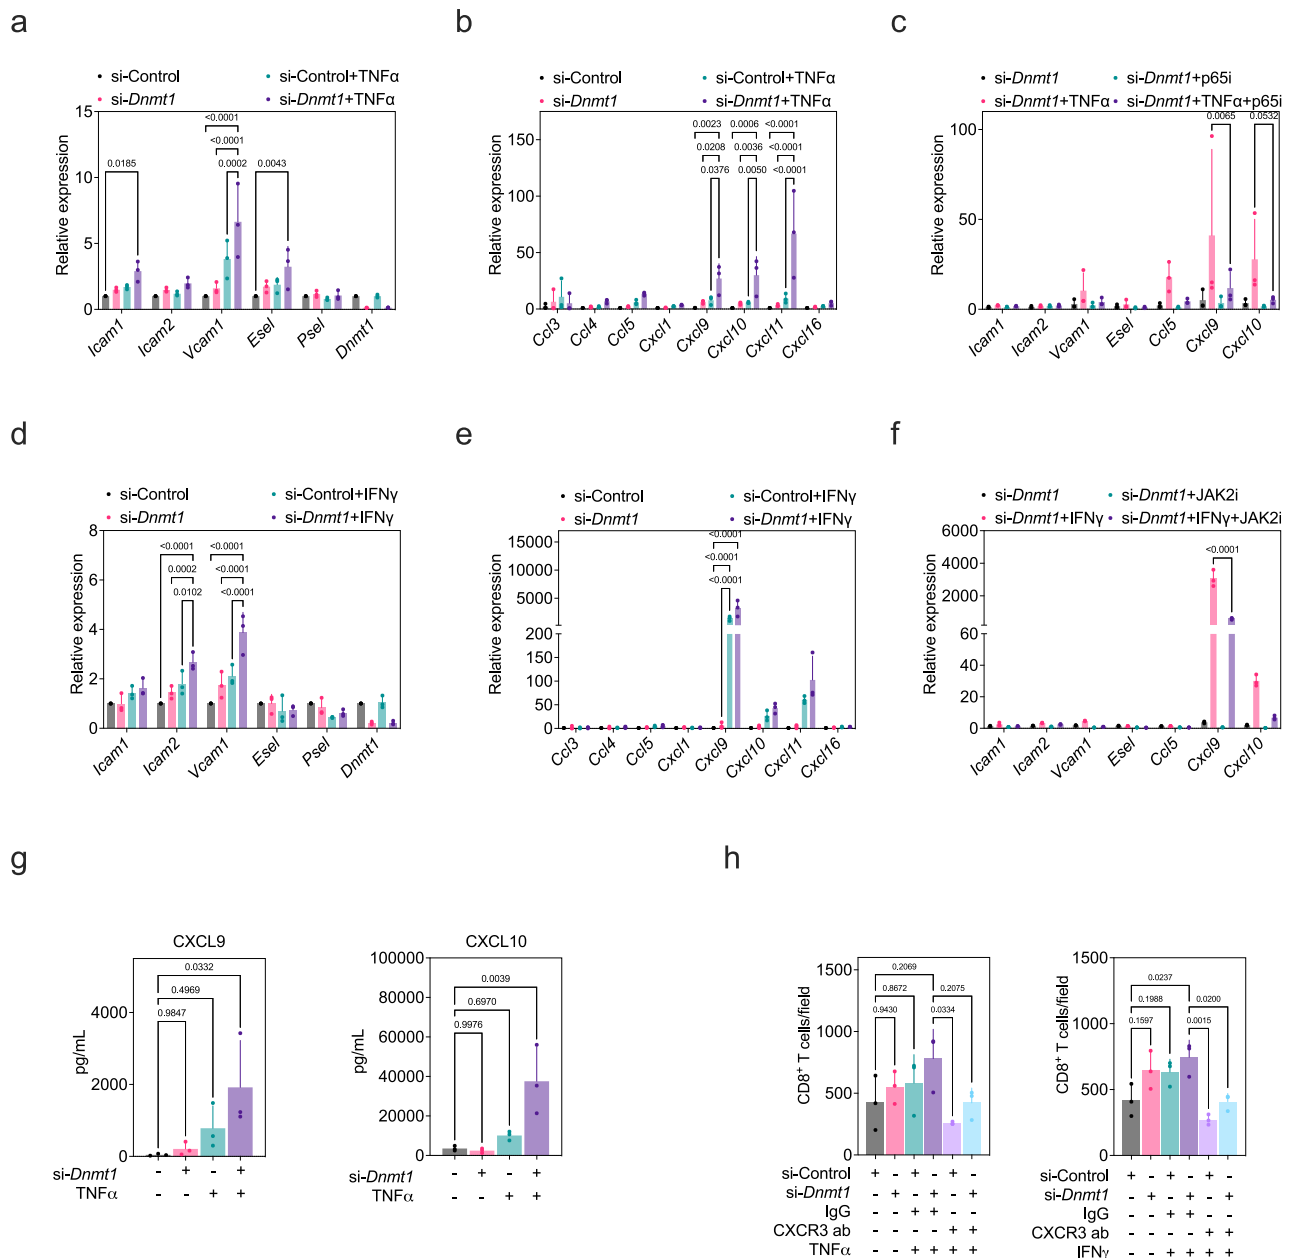 a
si-Control
si-Control+TNFα
si-Dnmt1
si-Dnmt1+TNFα
Relative expression
15
10
5
0
<0.0001
<0.0001
0.0185
0.0002
0.0043
Icam1
Icam2
Vcam1
Esel
Psel
Dnmt1
b
si-Control
si-Control+TNFα
si-Dnmt1
si-Dnmt1+TNFα
Relative expression
150
100
50
0
0.0023
0.0006
<0.0001
0.0208
0.0036
<0.0001
0.0376
0.0050
<0.0001
Ccl3
Ccl4
Ccl5
Cxcl1
Cxcl9
Cxcl10
Cxcl11
Cxcl16
c
si-Dnmt1
si-Dnmt1+p65i
si-Dnmt1+TNFα
si-Dnmt1+TNFα+p65i
Relative expression
100
50
0
0.0065
0.0532
Icam1
Icam2
Vcam1
Esel
Ccl5
Cxcl9
Cxcl10
d
si-Control
si-Control+IFNγ
si-Dnmt1
si-Dnmt1+IFNγ
Relative expression
8
6
4
2
0
<0.0001
<0.0001
0.0002
<0.0001
0.0102
<0.0001
Icam1
Icam2
Vcam1
Esel
Psel
Dnmt1
e
si-Control
si-Control+IFNγ
si-Dnmt1
si-Dnmt1+IFNγ
Relative expression
15000
10000
5000
200
150
100
50
0
<0.0001
<0.0001
<0.0001
Ccl3
Ccl4
Ccl5
Cxcl1
Cxcl9
Cxcl10
Cxcl11
Cxcl16
f
si-Dnmt1
si-Dnmt1+JAK2i
si-Dnmt1+IFNγ
si-Dnmt1+IFNγ+JAK2i
Relative expression
6000
4000
2000
60
40
20
0
<0.0001
Icam1
Icam2
Vcam1
Esel
Ccl5
Cxcl9
Cxcl10
g
CXCL9
pg/mL
4000
2000
0
0.0332
0.4969
0.9847
si-Dnmt1 - + - +
TNFα - - + +
CXCL10
pg/mL
100000
80000
60000
40000
20000
0
0.0039
0.6970
0.9976
si-Dnmt1 - + - +
TNFα - - + +
h
CD8+ T cells/field
1500
1000
500
0
0.2069
0.8672
0.2075
0.9430
0.0334
si-Control + - + - + -
si-Dnmt1 - + - + - +
IgG - - + + - -
CXCR3 ab - - - - + +
TNFα - - + + + +
CD8+ T cells/field
1500
1000
500
0
0.0237
0.1988
0.0200
0.1597
0.0015
si-Control + - + - + -
si-Dnmt1 - + - + - +
IgG - - + + - -
CXCR3 ab - - - - + +
IFNγ - - + + + +